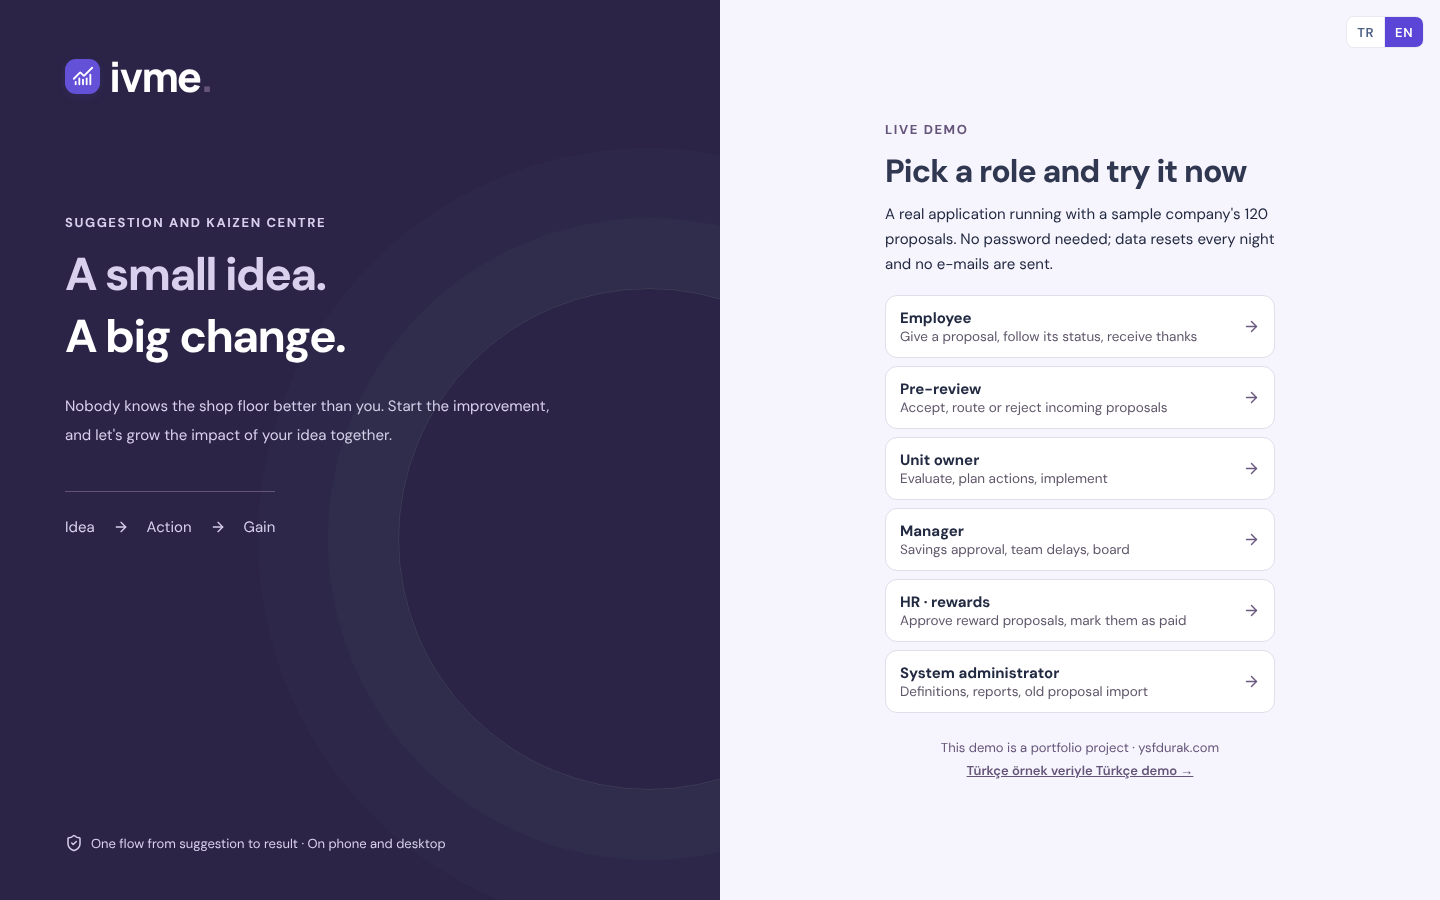 ivme.
SUGGESTION AND KAIZEN CENTRE
A small idea.
A big change.
Nobody knows the shop floor better than you. Start the improvement,
and let's grow the impact of your idea together.
Idea → Action → Gain
One flow from suggestion to result · On phone and desktop
TR EN
LIVE DEMO
Pick a role and try it now
A real application running with a sample company's 120
proposals. No password needed; data resets every night
and no e-mails are sent.
Employee
Give a proposal, follow its status, receive thanks
Pre-review
Accept, route or reject incoming proposals
Unit owner
Evaluate, plan actions, implement
Manager
Savings approval, team delays, board
HR · rewards
Approve reward proposals, mark them as paid
System administrator
Definitions, reports, old proposal import
This demo is a portfolio project · ysfdurak.com
Türkçe örnek veriyle Türkçe demo →